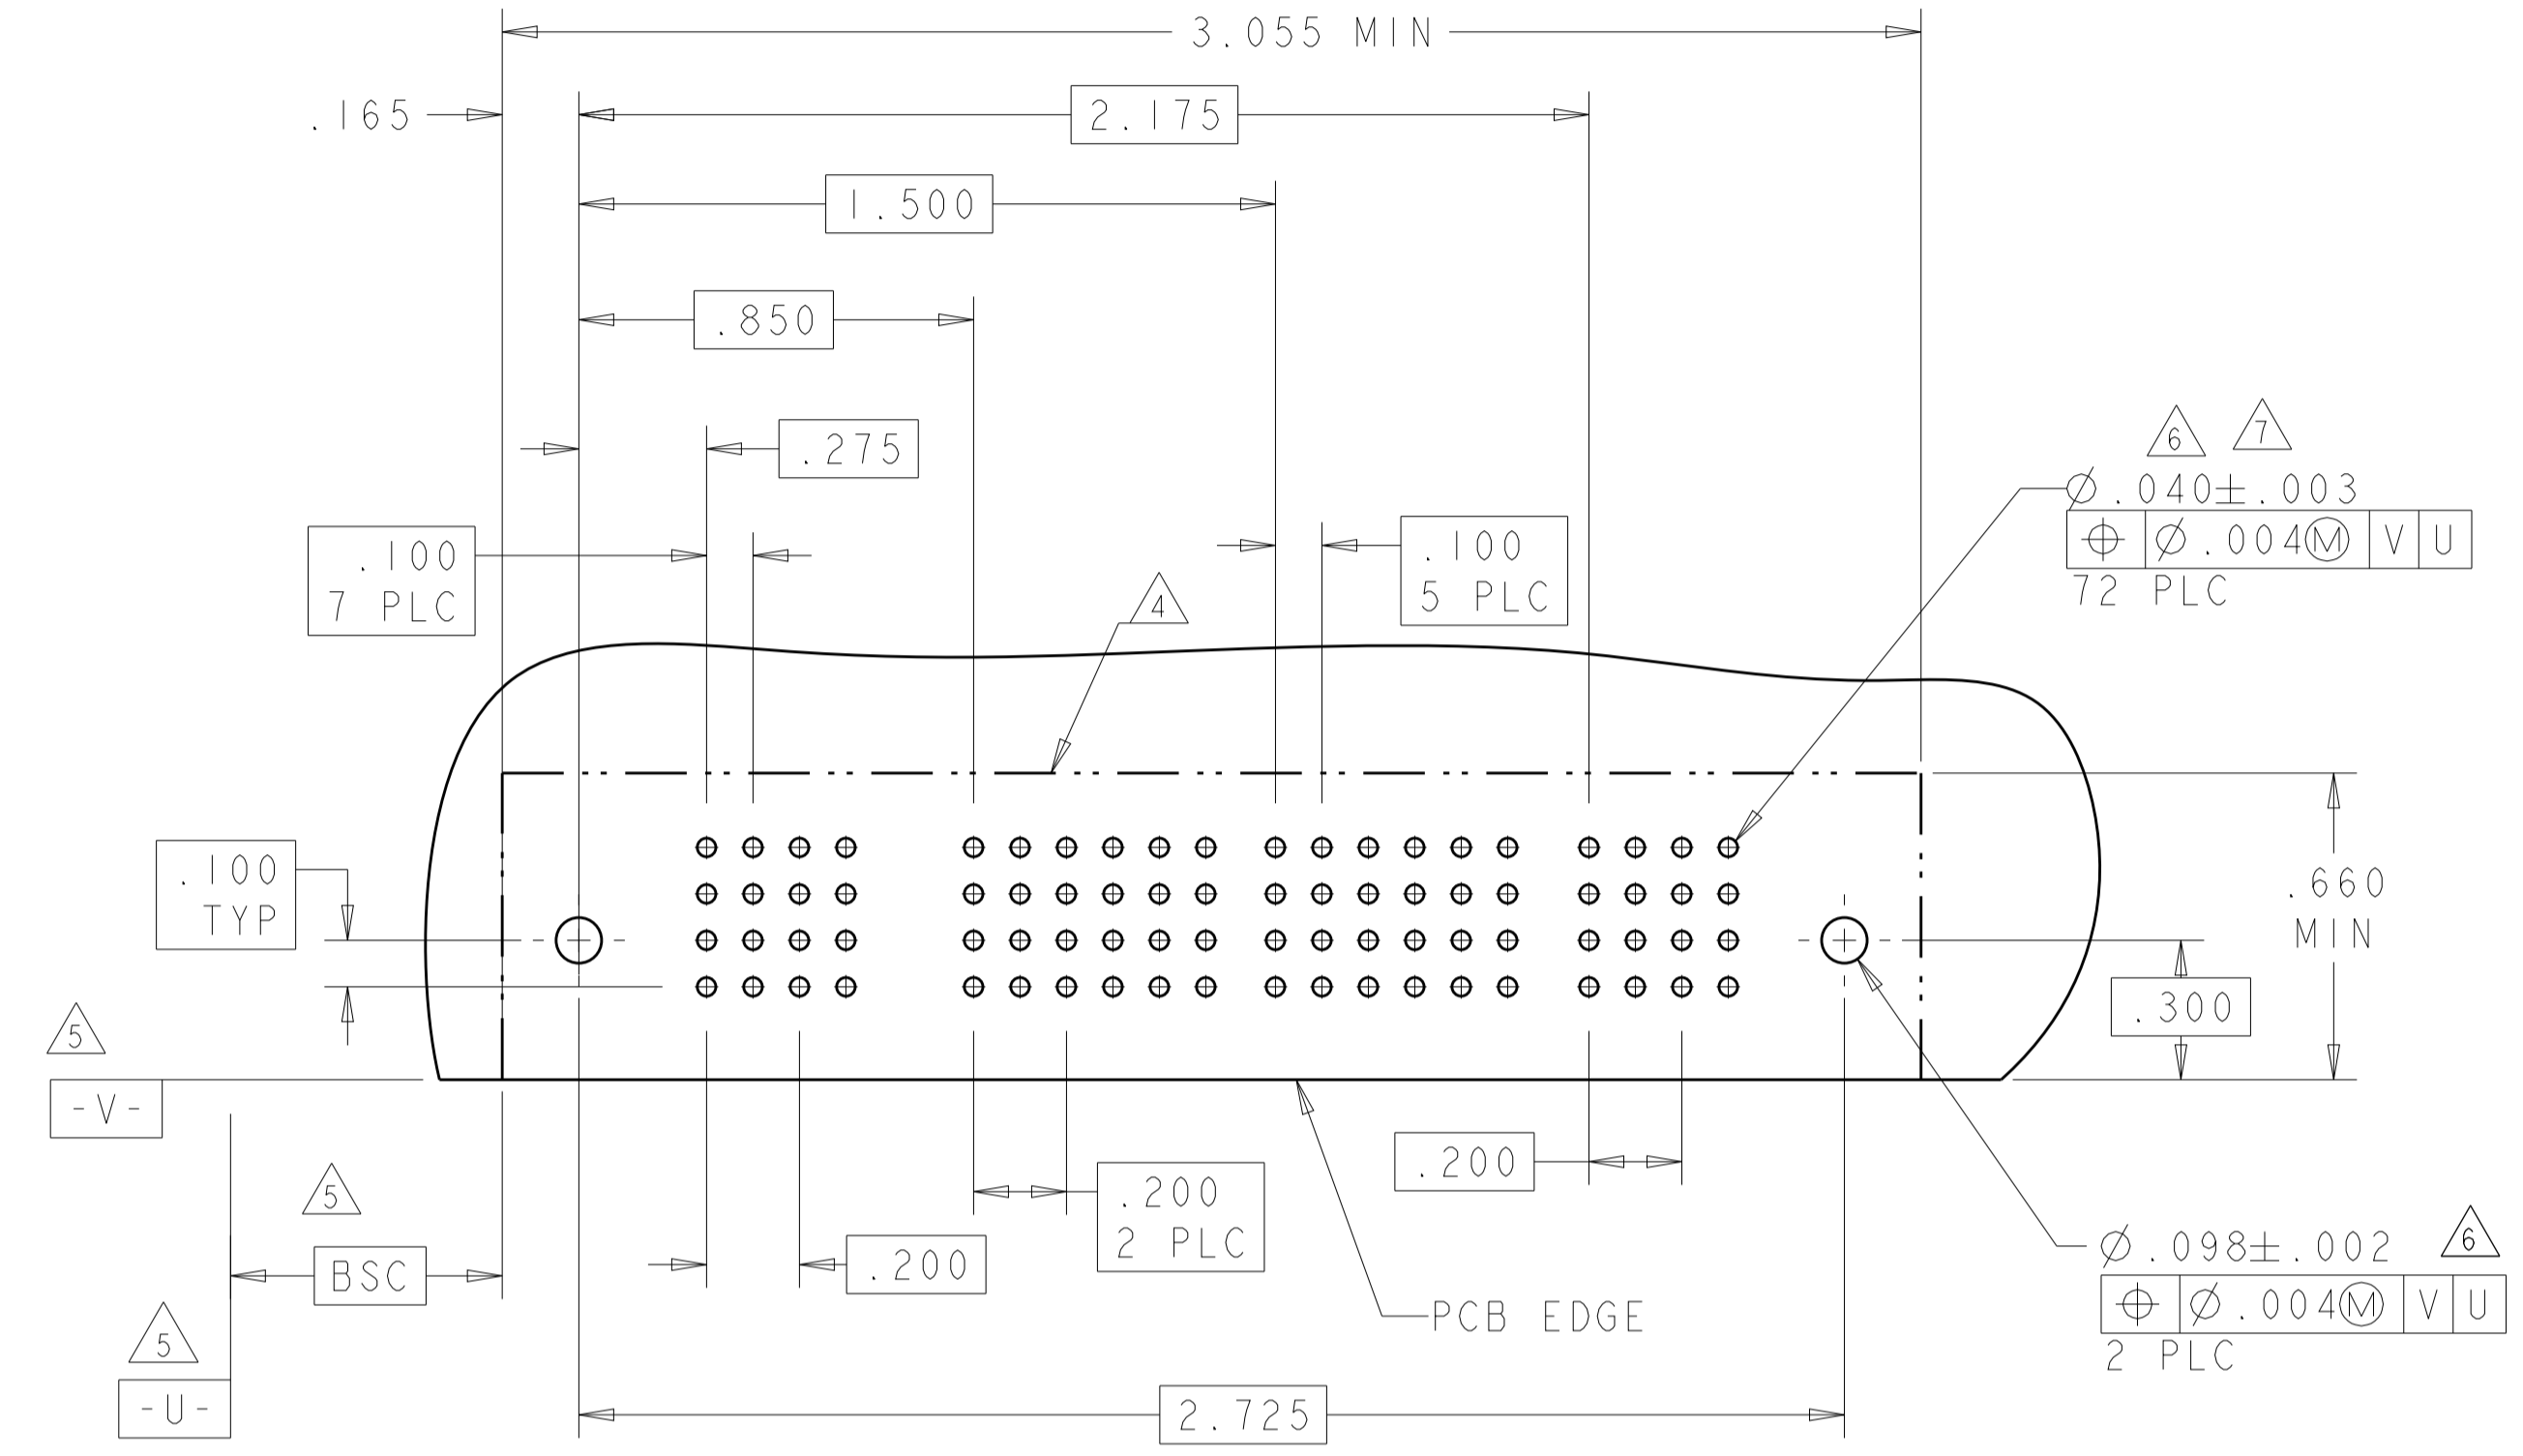 3.055 MIN
.165
2.175
1.500
.850
.275
6
7
⌀.040±.003
⌖ ⌀.004Ⓜ V U
72 PLC
.100
7 PLC
.100
5 PLC
4
.100
TYP
.660
MIN
.300
5
-V-
5
BSC
5
-U-
.200
.200
2 PLC
.200
PCB EDGE
⌀.098±.002
6
⌖ ⌀.004Ⓜ V U
2 PLC
2.725